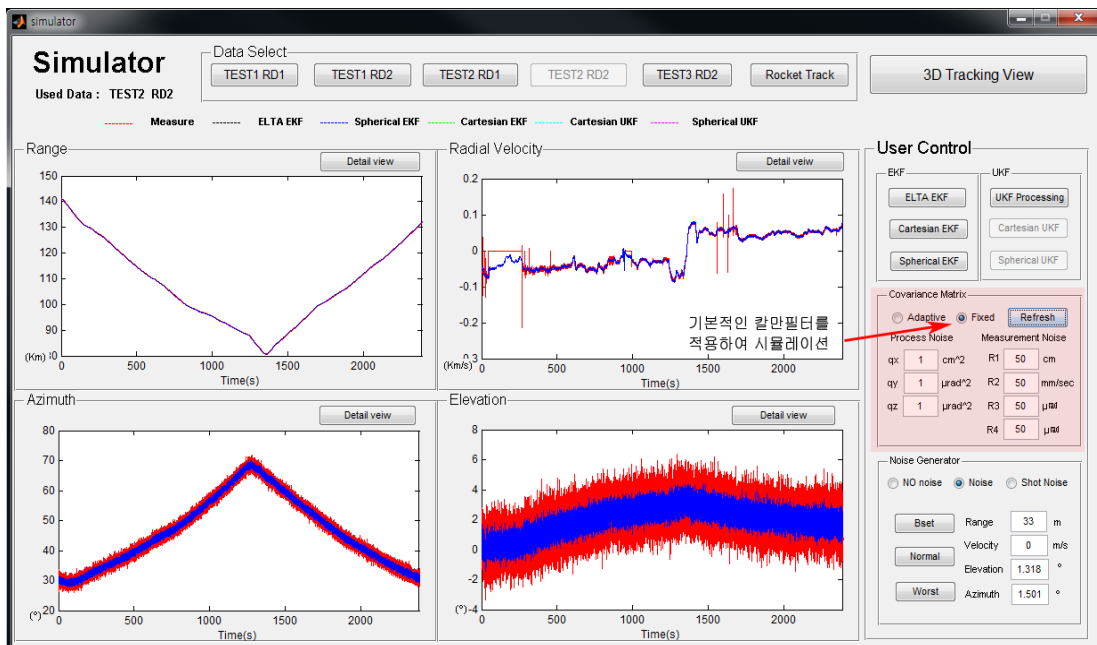 simulator
Simulator
Used Data : TEST2 RD2
Data Select
TEST1 RD1 TEST1 RD2 TEST2 RD1 TEST2 RD2 TEST3 RD2 Rocket Track
3D Tracking View
Measure ELTA EKF Spherical EKF Cartesian EKF Cartesian UKF Spherical UKF
Range
Detail view
150
140
130
120
110
100
90
(Km)
0 500 1000 1500 2000
Time(s)
Radial Velocity
Detail veiw
0.2
0.1
0
-0.1
-0.2
(Km/s)
0 500 1000 1500 2000
Time(s)
기본적인 칼만필터를
적용하여 시뮬레이션
Azimuth
Detail veiw
80
70
60
50
40
30
(º)20
0 500 1000 1500 2000
Time(s)
Elevation
Detail view
8
6
4
2
0
-2
(º)-4
0 500 1000 1500 2000
Time(s)
User Control
EKF UKF
ELTA EKF UKF Processing
Cartesian EKF Cartesian UKF
Spherical EKF Spherical UKF
Covariance Matrix
Adaptive Fixed Refresh
Process Noise Measurement Noise
qx 1 cm^2 R1 50 cm
qy 1 µrad^2 R2 50 mm/sec
qz 1 µrad^2 R3 50 µrad
R4 50 µrad
Noise Generator
NO noise Noise Shot Noise
Bset Range 33 m
Velocity 0 m/s
Normal
Elevation 1.318 º
Worst Azimuth 1.501 º